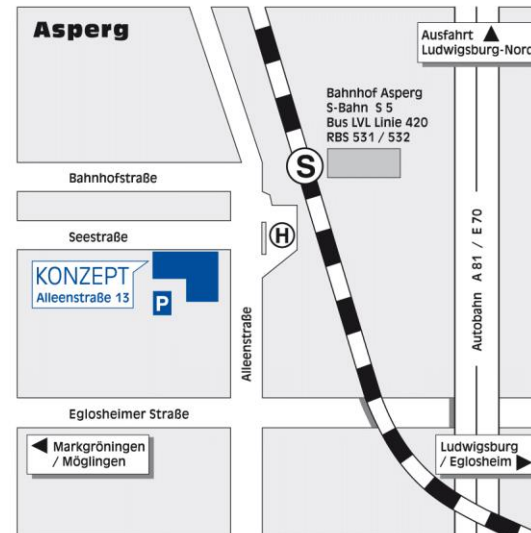 Asperg
Ausfahrt ▲
Ludwigsburg-Nord
Bahnhof Asperg
S-Bahn S 5
Bus LVL Linie 420
RBS 531 / 532
S
Bahnhofstraße
H
Seestraße
KONZEPT
Alleenstraße 13
P
Alleenstraße
Autobahn A 81 / E 70
Eglosheimer Straße
◀ Markgröningen
/ Möglingen
Ludwigsburg
/ Eglosheim ▶